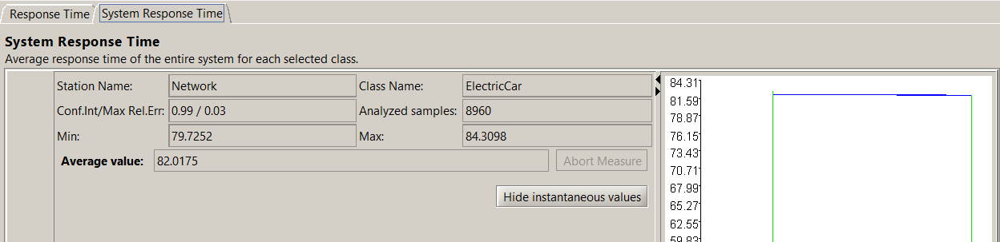 Response Time System Response Time
System Response Time
Average response time of the entire system for each selected class.
Station Name: Network Class Name: ElectricCar
Conf.Int/Max Rel.Err: 0.99 / 0.03 Analyzed samples: 8960
Min: 79.7252 Max: 84.3098
Average value: 82.0175 Abort Measure
Hide instantaneous values
84.31
81.59
78.87
76.15
73.43
70.71
67.99
65.27
62.55
59.83